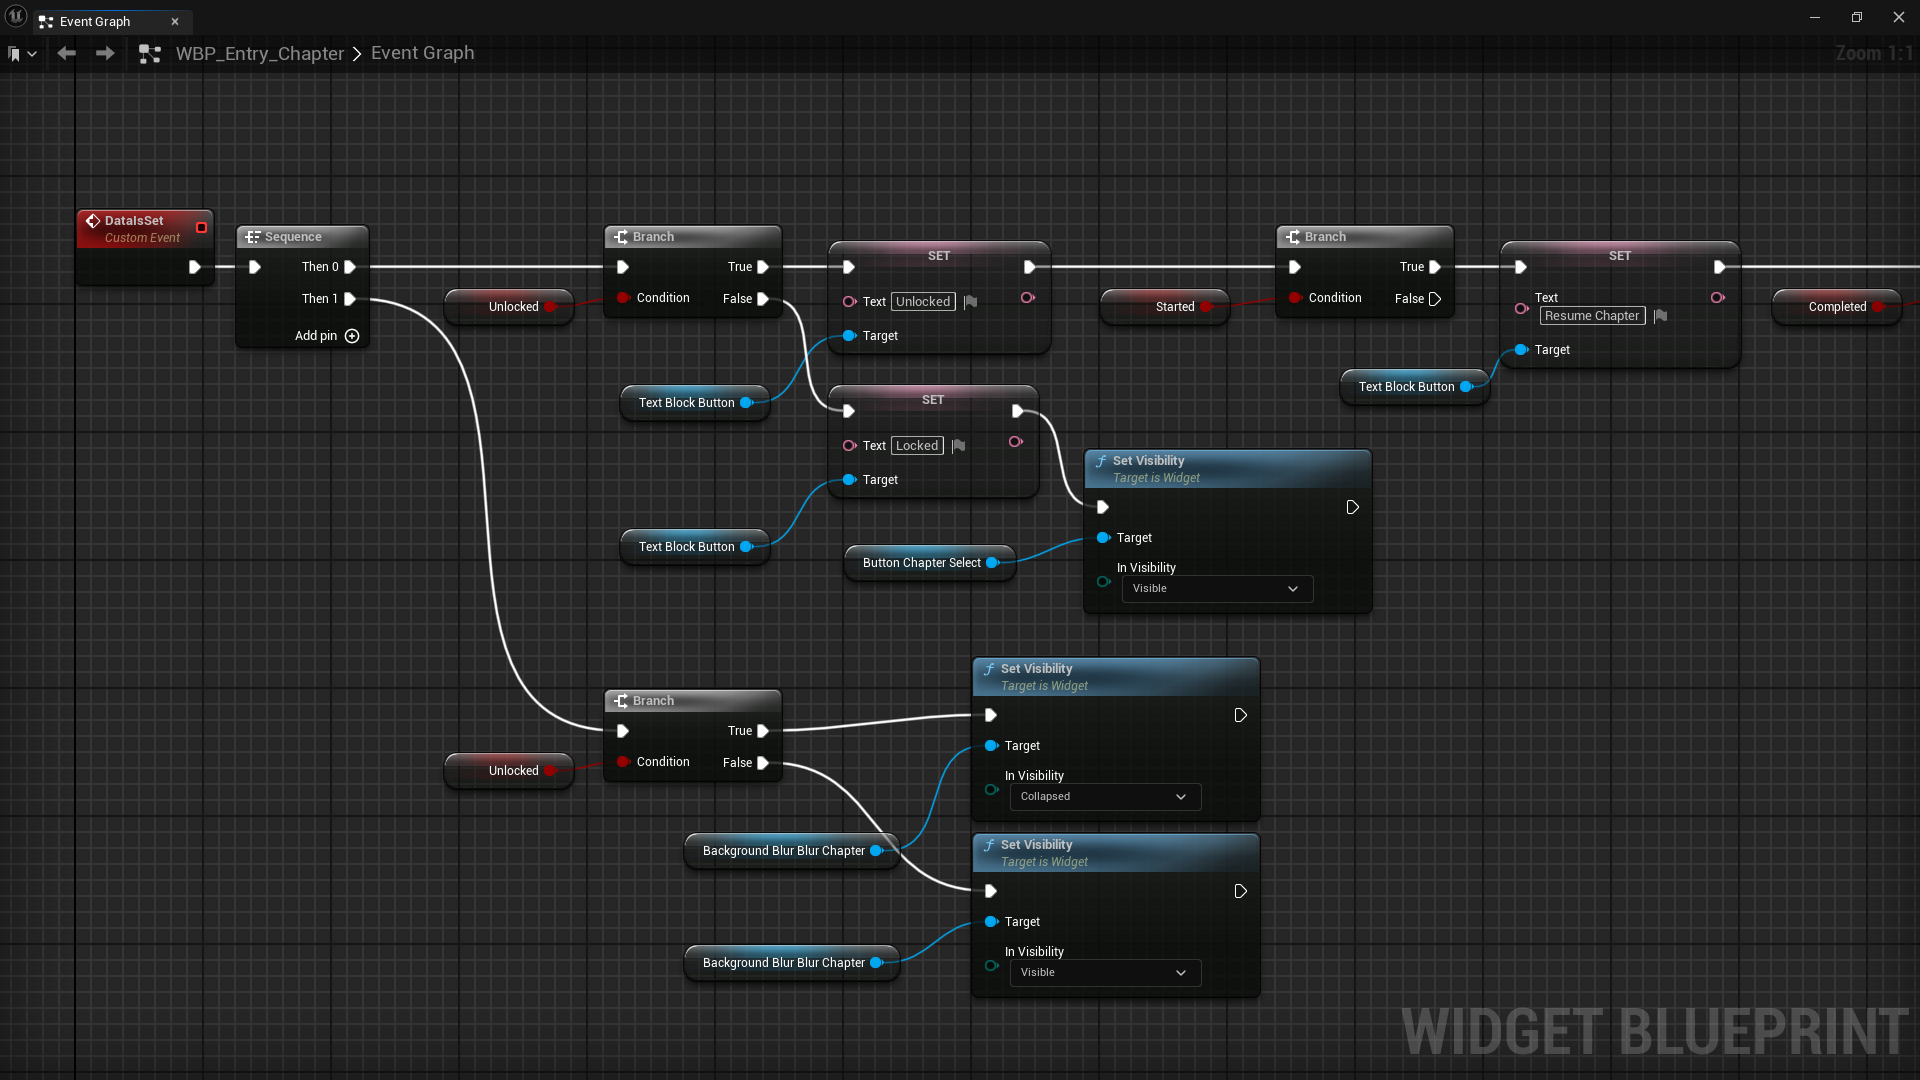 Event Graph
WBP_Entry_Chapter > Event Graph
Zoom 1:1
DataIsSet
Custom Event
Sequence
Then 0
Then 1
Add pin
Unlocked
Branch
True
Condition
False
SET
Text Unlocked
Target
Text Block Button
SET
Text Locked
Target
Text Block Button
Button Chapter Select
Set Visibility
Target is Widget
Target
In Visibility
Visible
Started
Branch
True
Condition
False
SET
Text
Resume Chapter
Target
Text Block Button
Completed
Unlocked
Branch
True
Condition
False
Set Visibility
Target is Widget
Target
In Visibility
Collapsed
Background Blur Blur Chapter
Set Visibility
Target is Widget
Target
In Visibility
Visible
Background Blur Blur Chapter
WIDGET BLUEPRINT